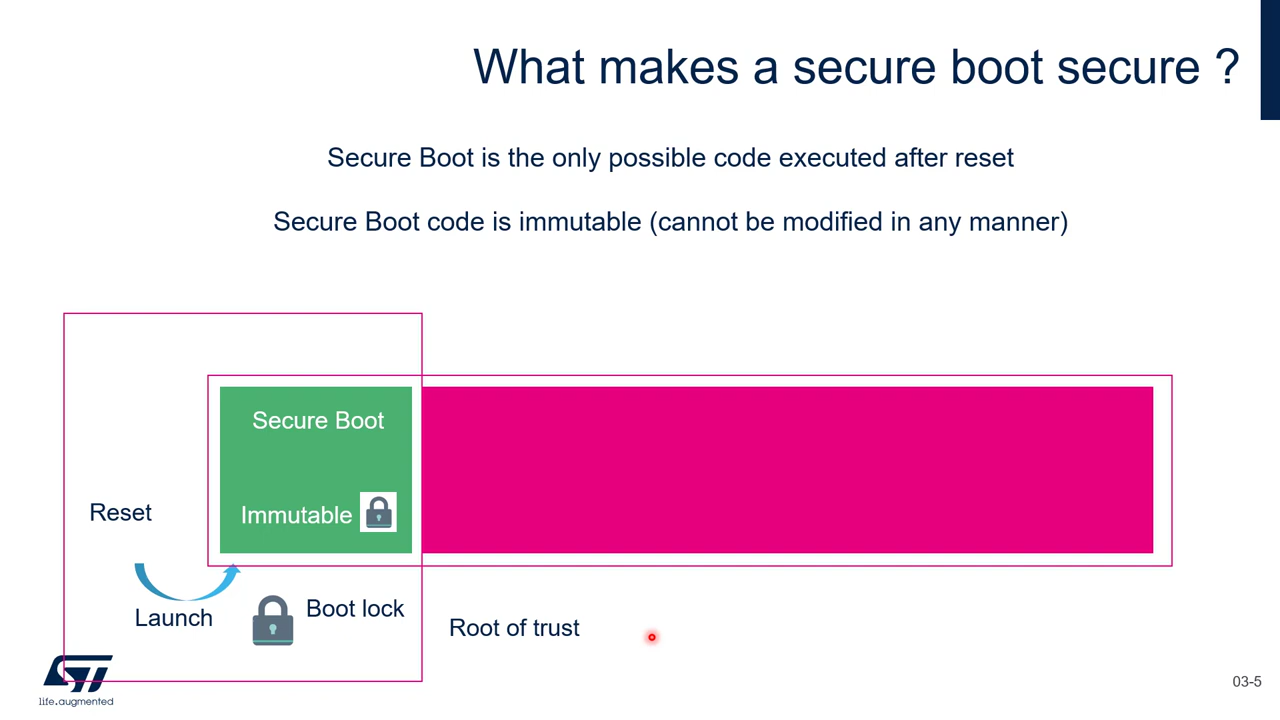 What makes a secure boot secure ?
Secure Boot is the only possible code executed after reset
Secure Boot code is immutable (cannot be modified in any manner)
Secure Boot
Immutable
Reset
Launch
Boot lock
Root of trust
ST
life.augmented
03-5